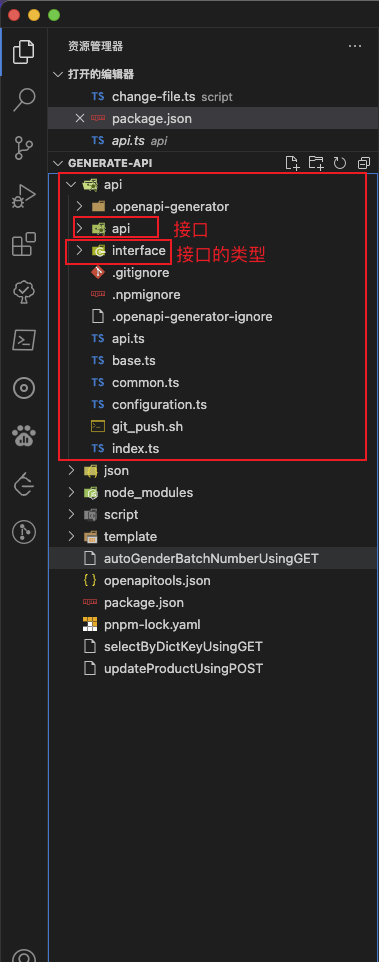 资源管理器
打开的编辑器
TS change-file.ts script
package.json
TS api.ts api
GENERATE-API
api
.openapi-generator
api 接口
interface 接口的类型
.gitignore
.npmignore
.openapi-generator-ignore
TS api.ts
TS base.ts
TS common.ts
TS configuration.ts
git_push.sh
TS index.ts
json
node_modules
script
template
autoGenderBatchNumberUsingGET
{ } openapitools.json
package.json
pnpm-lock.yaml
selectByDictKeyUsingGET
updateProductUsingPOST